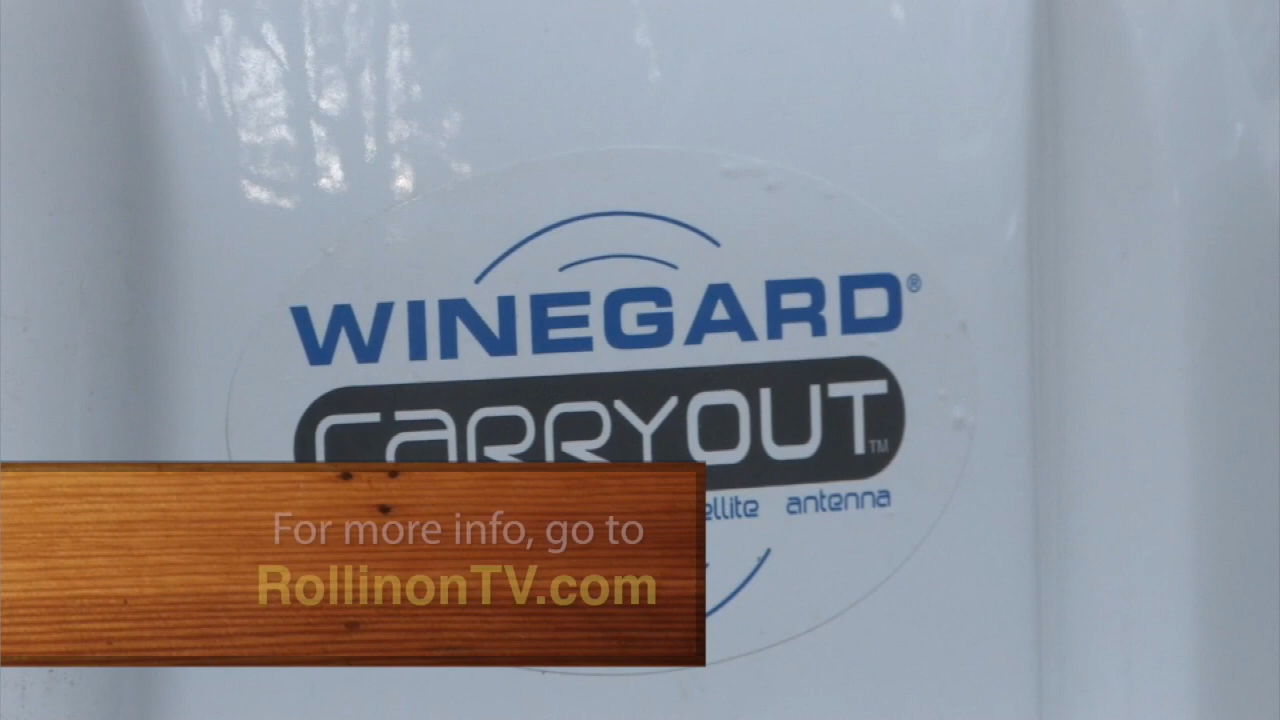 WINEGARD®
CARRYOUT™
antenna
For more info, go to
RollinonTV.com